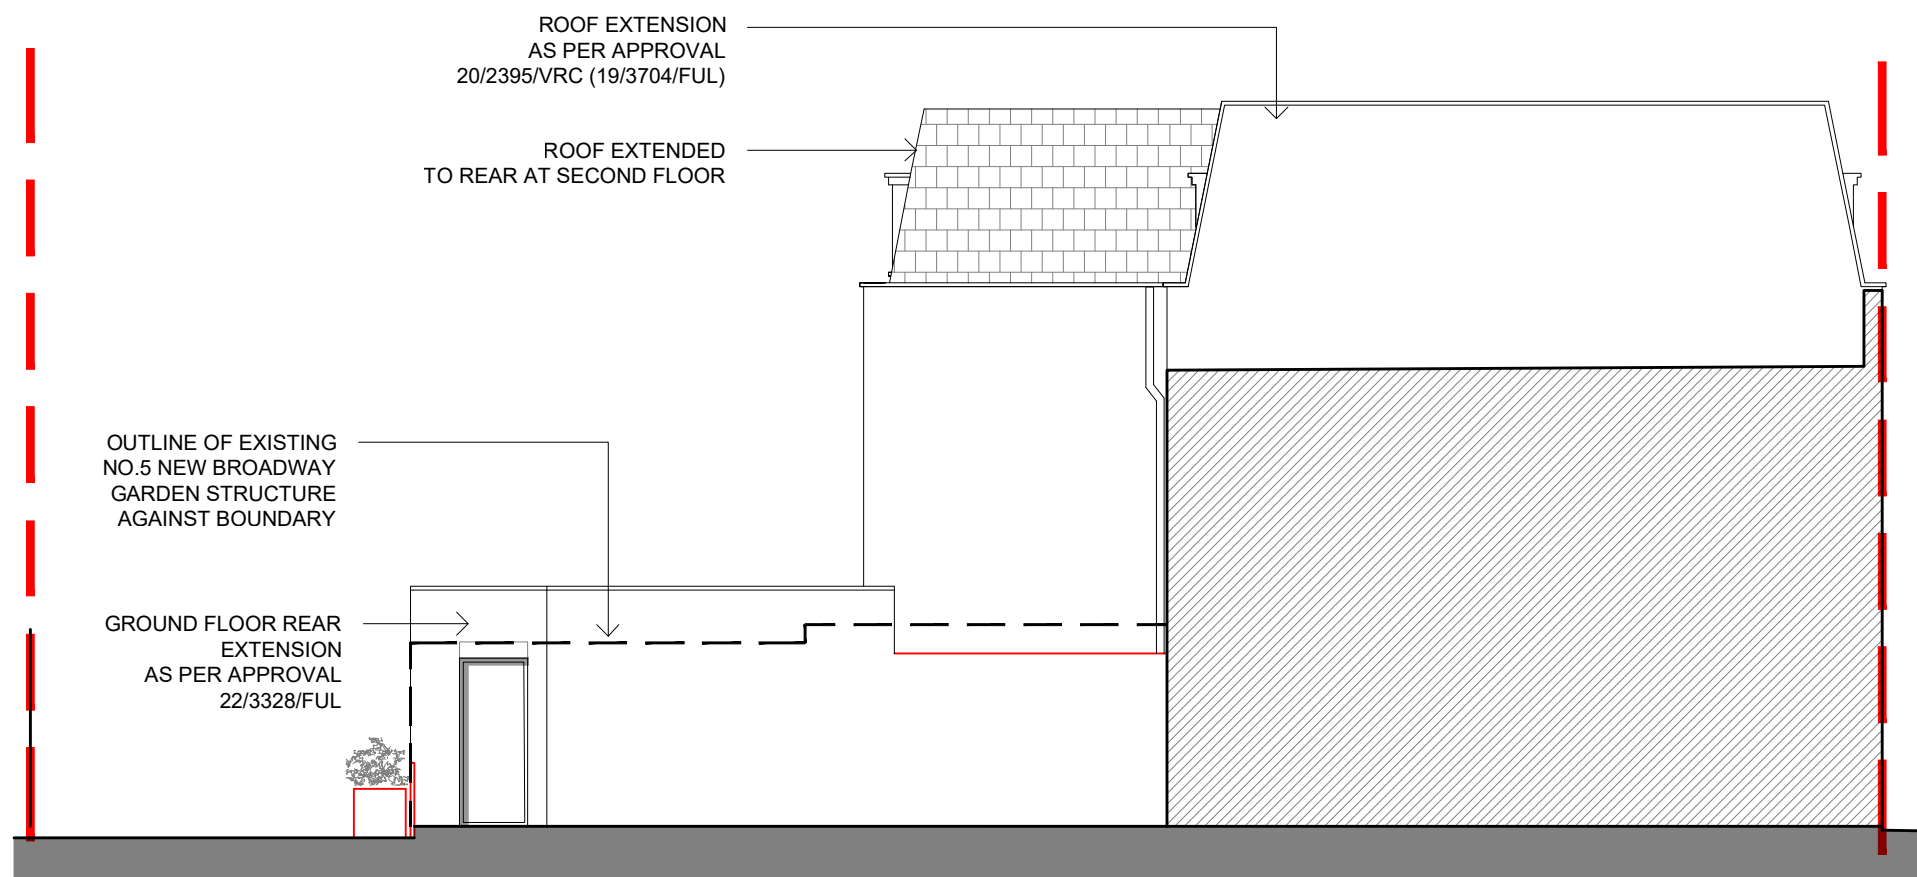 ROOF EXTENSION
AS PER APPROVAL
20/2395/VRC (19/3704/FUL)
ROOF EXTENDED
TO REAR AT SECOND FLOOR
OUTLINE OF EXISTING
NO.5 NEW BROADWAY
GARDEN STRUCTURE
AGAINST BOUNDARY
GROUND FLOOR REAR
EXTENSION
AS PER APPROVAL
22/3328/FUL